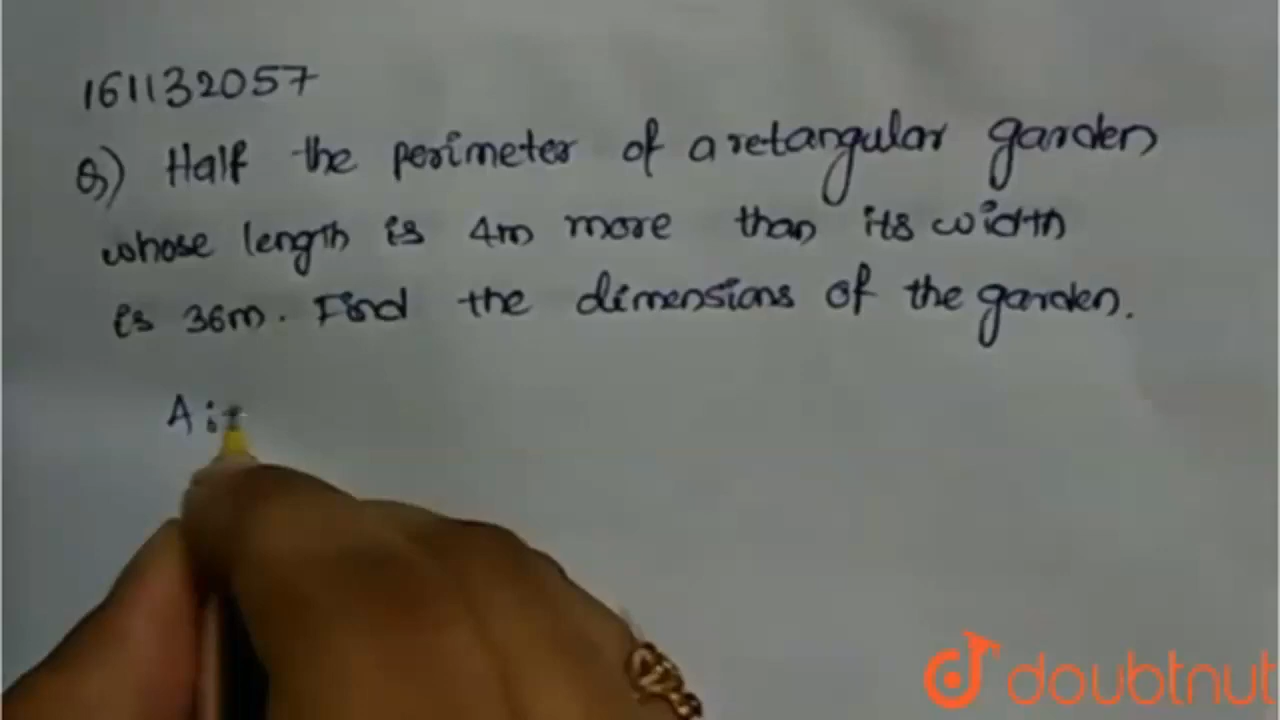 161132057
Q) Half the perimeter of a retangular garden
whose length is 4m more than its width
is 36m. Find the dimensions of the garden.
A
doubtnut